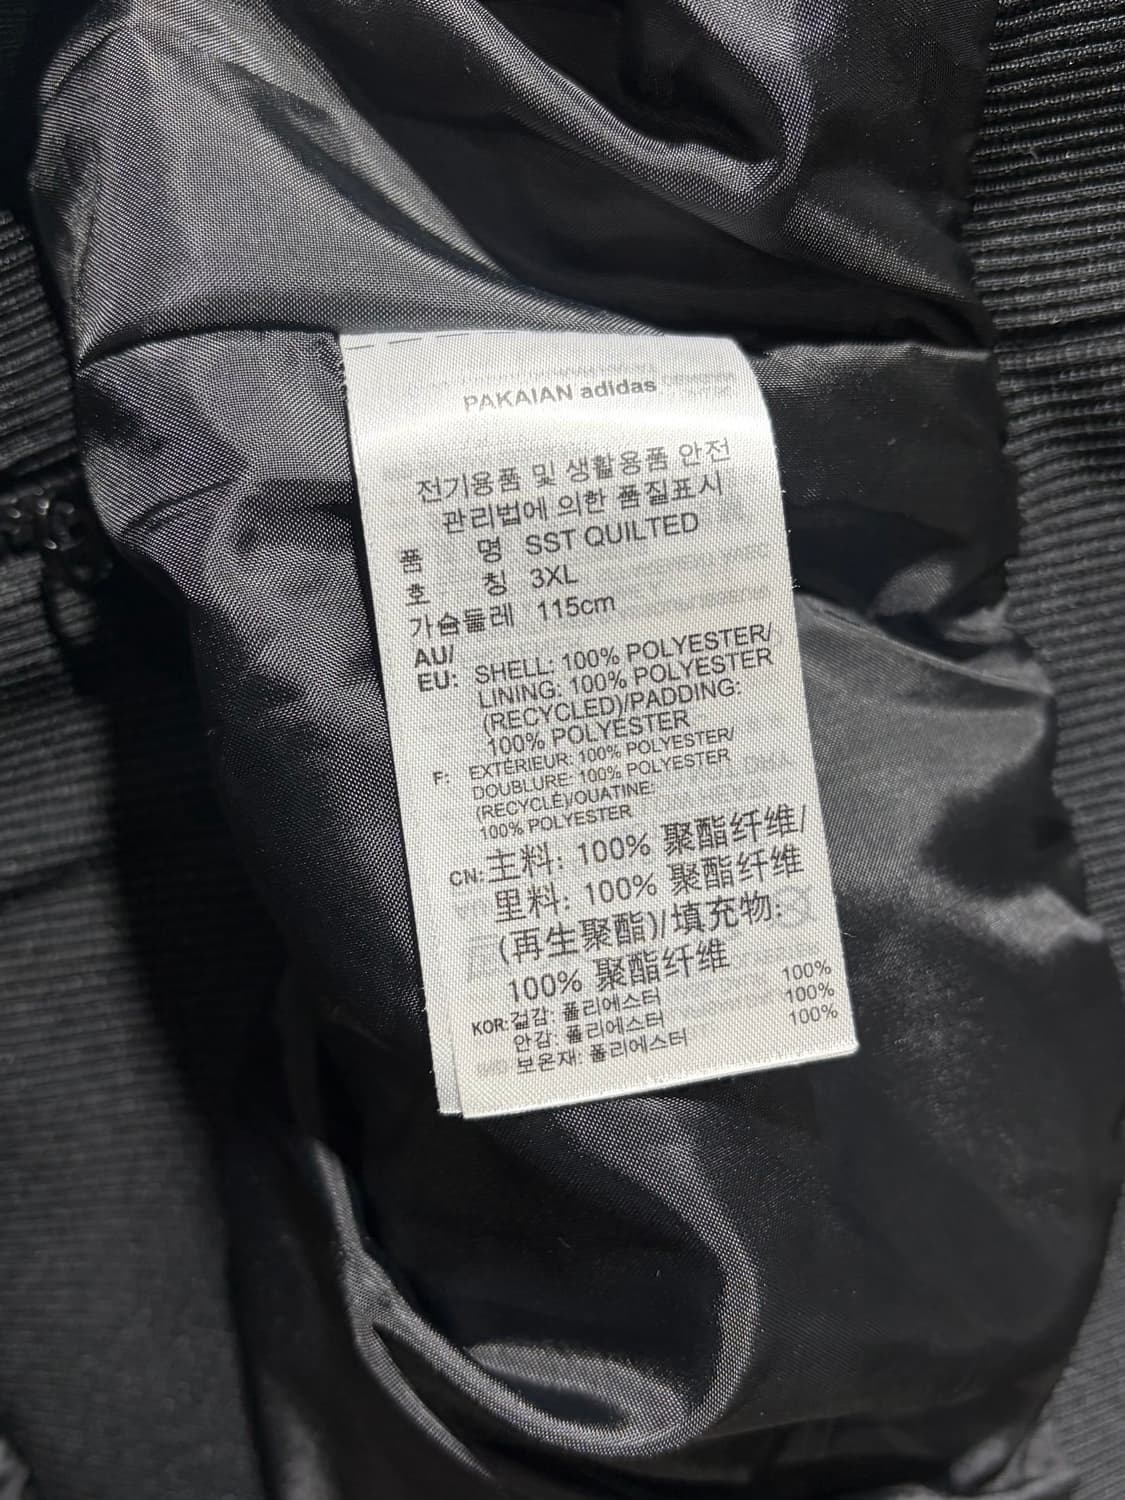 PAKAIAN adidas
전기용품 및 생활용품 안전
관리법에 의한 품질표시
품 명 SST QUILTED
호 칭 3XL
가슴둘레 115cm
AU/
EU: SHELL: 100% POLYESTER/
LINING: 100% POLYESTER
(RECYCLED)/PADDING:
100% POLYESTER
F: EXTÉRIEUR: 100% POLYESTER/
DOUBLURE: 100% POLYESTER
(RECYCLÉ)/OUATINE:
100% POLYESTER
CN: 主料: 100% 聚酯纤维/
里料: 100% 聚酯纤维
(再生聚酯)/填充物:
100% 聚酯纤维
KOR: 겉감: 폴리에스터 100%
안감: 폴리에스터 100%
보온재: 폴리에스터 100%